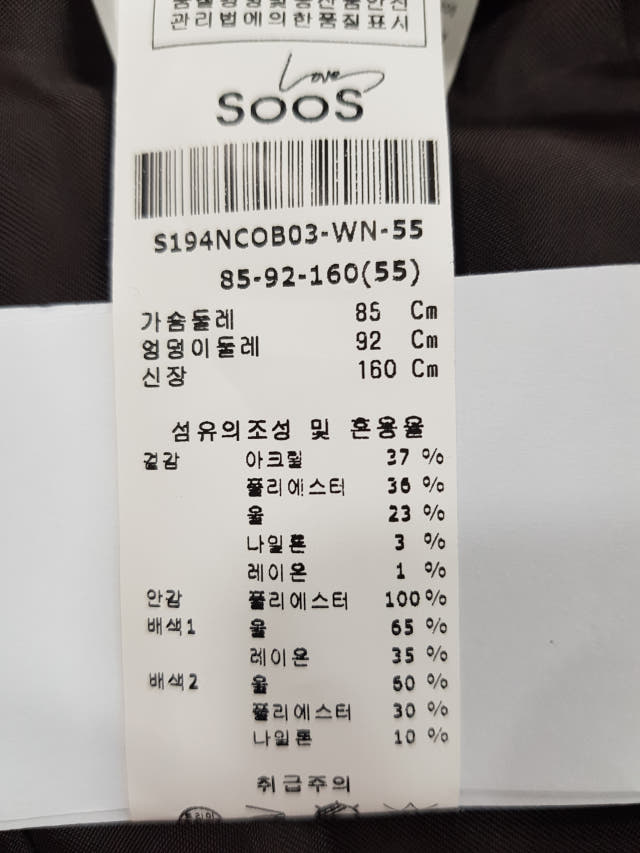 관리법에의한품질표시
Love
SOOS
S194NCOB03-WN-55
85-92-160(55)
가슴둘레 85 Cm
엉덩이둘레 92 Cm
신장 160 Cm
섬유의조성 및 혼용율
겉감 아크릴 37 %
폴리에스터 36 %
울 23 %
나일론 3 %
레이온 1 %
안감 폴리에스터 100%
배색1 울 65 %
레이온 35 %
배색2 울 60 %
폴리에스터 30 %
나일론 10 %
취급주의